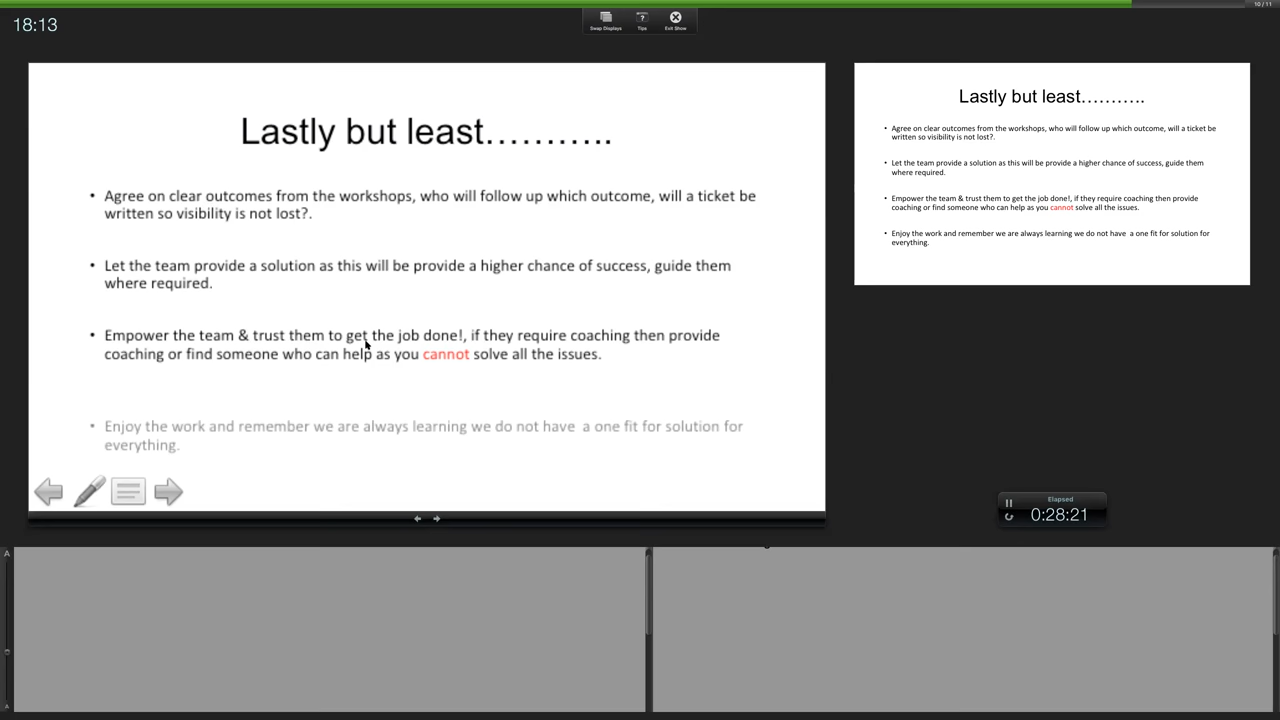 10 / 11
18:13
Swap Displays
Tips
Exit Show
Lastly but least………..
• Agree on clear outcomes from the workshops, who will follow up which outcome, will a ticket be
written so visibility is not lost?.
• Let the team provide a solution as this will be provide a higher chance of success, guide them
where required.
• Empower the team & trust them to get the job done!, if they require coaching then provide
coaching or find someone who can help as you cannot solve all the issues.
• Enjoy the work and remember we are always learning we do not have  a one fit for solution for
everything.
Lastly but least………..
• Agree on clear outcomes from the workshops, who will follow up which outcome, will a ticket be
written so visibility is not lost?.
• Let the team provide a solution as this will be provide a higher chance of success, guide them
where required.
• Empower the team & trust them to get the job done!, if they require coaching then provide
coaching or find someone who can help as you cannot solve all the issues.
• Enjoy the work and remember we are always learning we do not have  a one fit for solution for
everything.
Elapsed
0:28:21
A
A